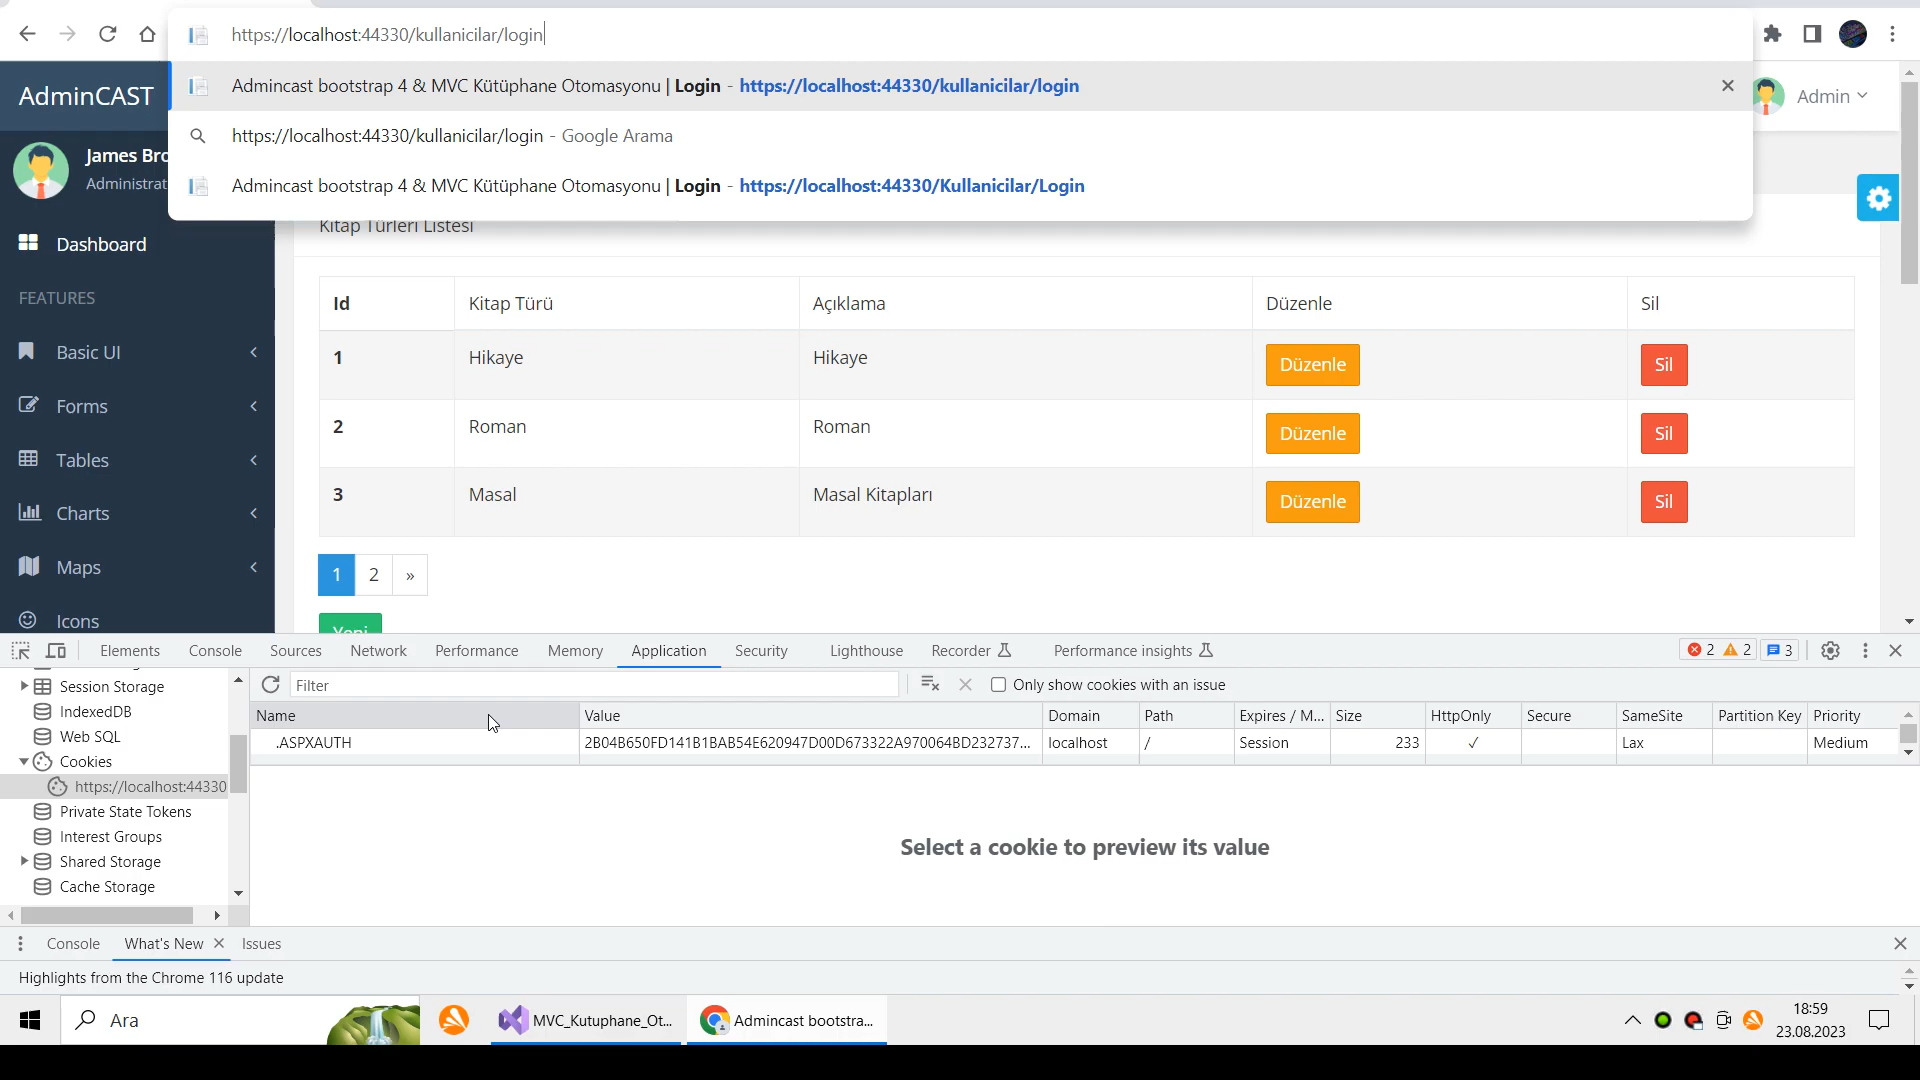 https://localhost:44330/kullanicilar/login
Admincast bootstrap 4 & MVC Kütüphane Otomasyonu | Login - https://localhost:44330/kullanicilar/login
https://localhost:44330/kullanicilar/login - Google Arama
Admincast bootstrap 4 & MVC Kütüphane Otomasyonu | Login - https://localhost:44330/Kullanicilar/Login
AdminCAST
Admin
James Bro
Administrat
Dashboard
FEATURES
Basic UI
Forms
Tables
Charts
Maps
Icons
Kitap Türleri Listesi
Id Kitap Türü Açıklama Düzenle Sil
1 Hikaye Hikaye Düzenle Sil
2 Roman Roman Düzenle Sil
3 Masal Masal Kitapları Düzenle Sil
1 2 »
Yeni
Elements Console Sources Network Performance Memory Application Security Lighthouse Recorder Performance insights 2 2 3
Session Storage
IndexedDB
Web SQL
Cookies
https://localhost:44330
Private State Tokens
Interest Groups
Shared Storage
Cache Storage
Filter Only show cookies with an issue
Name Value Domain Path Expires / M... Size HttpOnly Secure SameSite Partition Key Priority
.ASPXAUTH 2B04B650FD141B1BAB54E620947D00D673322A970064BD232737... localhost / Session 233 ✓ Lax Medium
Select a cookie to preview its value
Console What's New Issues
Highlights from the Chrome 116 update
Ara MVC_Kutuphane_Ot... Admincast bootstra... 18:59
23.08.2023